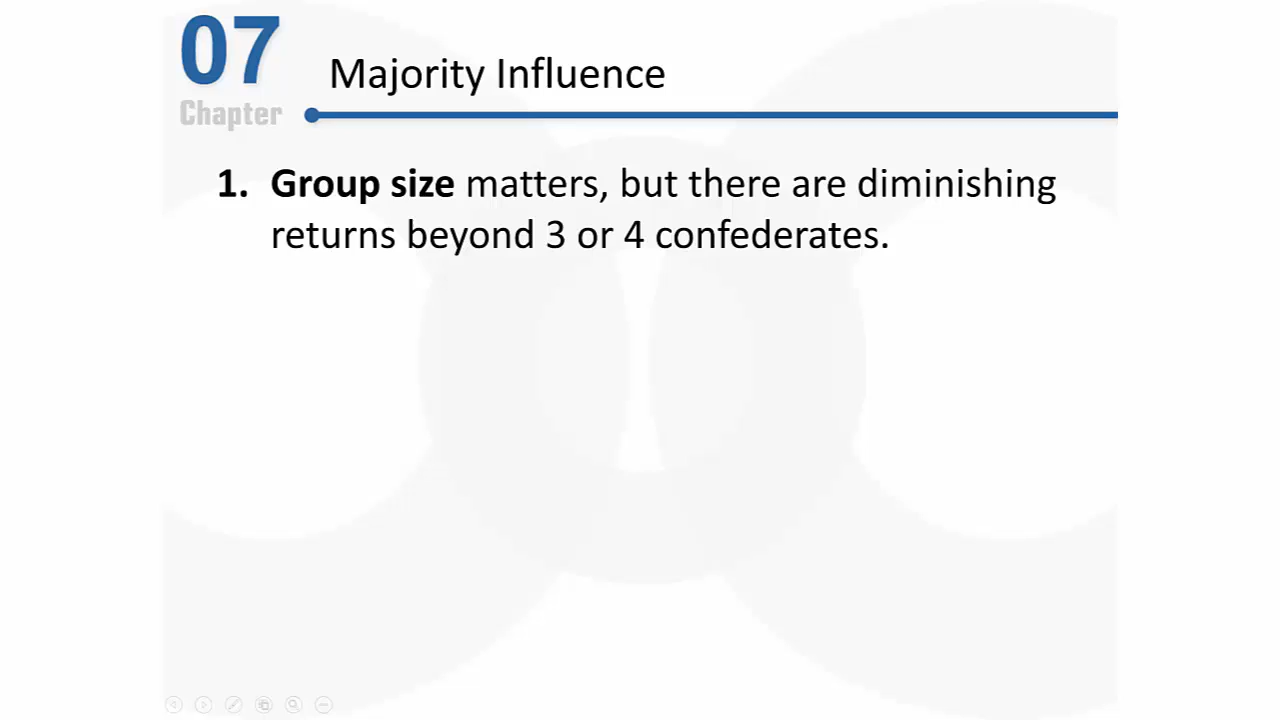 07
Chapter
Majority Influence
1. Group size matters, but there are diminishing
returns beyond 3 or 4 confederates.